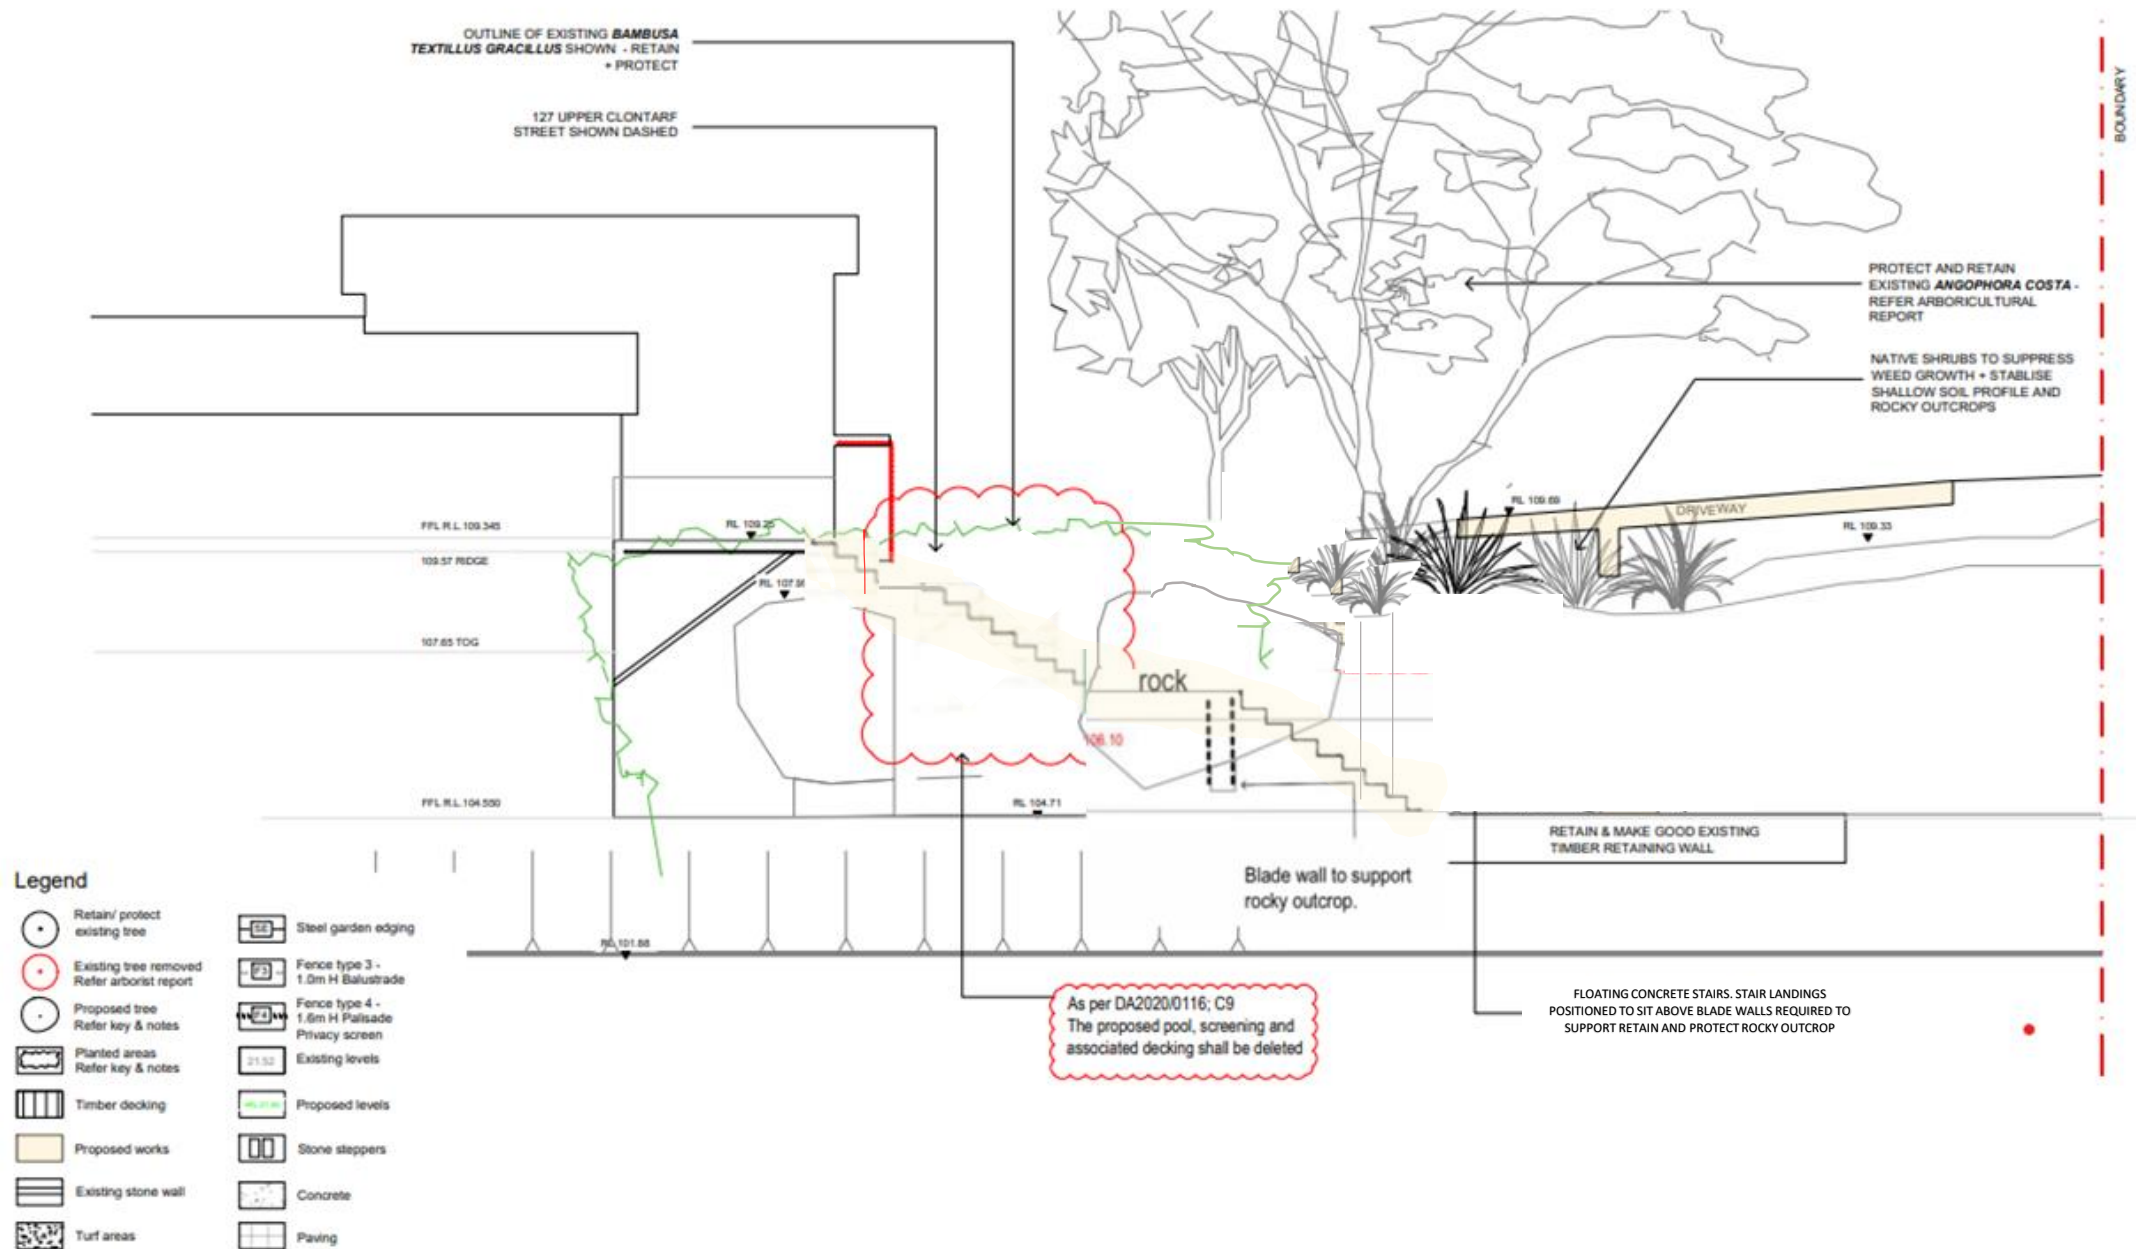 OUTLINE OF EXISTING BAMBUSA
TEXTILLUS GRACILLUS SHOWN - RETAIN
+ PROTECT
127 UPPER CLONTARF
STREET SHOWN DASHED
BOUNDARY
PROTECT AND RETAIN
EXISTING ANGOPHORA COSTA -
REFER ARBORICULTURAL
REPORT
NATIVE SHRUBS TO SUPPRESS
WEED GROWTH + STABLISE
SHALLOW SOIL PROFILE AND
ROCKY OUTCROPS
RL 109.69
DRIVEWAY
RL 109.33
FFL R.L.109.345
RL 109.25
109.57 RIDGE
RL 107.95
107.65 TOG
rock
106.10
FFL R.L.104.550
RL 104.71
RETAIN & MAKE GOOD EXISTING
TIMBER RETAINING WALL
Blade wall to support
rocky outcrop.
RL 101.88
As per DA2020/0116; C9
The proposed pool, screening and
associated decking shall be deleted
FLOATING CONCRETE STAIRS. STAIR LANDINGS
POSITIONED TO SIT ABOVE BLADE WALLS REQUIRED TO
SUPPORT RETAIN AND PROTECT ROCKY OUTCROP
Legend
Retain/ protect
existing tree
Existing tree removed
Refer arborist report
Proposed tree
Refer key & notes
Planted areas
Refer key & notes
Timber decking
Proposed works
Existing stone wall
Turf areas
SE
Steel garden edging
F3
Fence type 3 -
1.0m H Balustrade
F4
Fence type 4 -
1.6m H Palisade
Privacy screen
21.52
Existing levels
Proposed levels
Stone steppers
Concrete
Paving